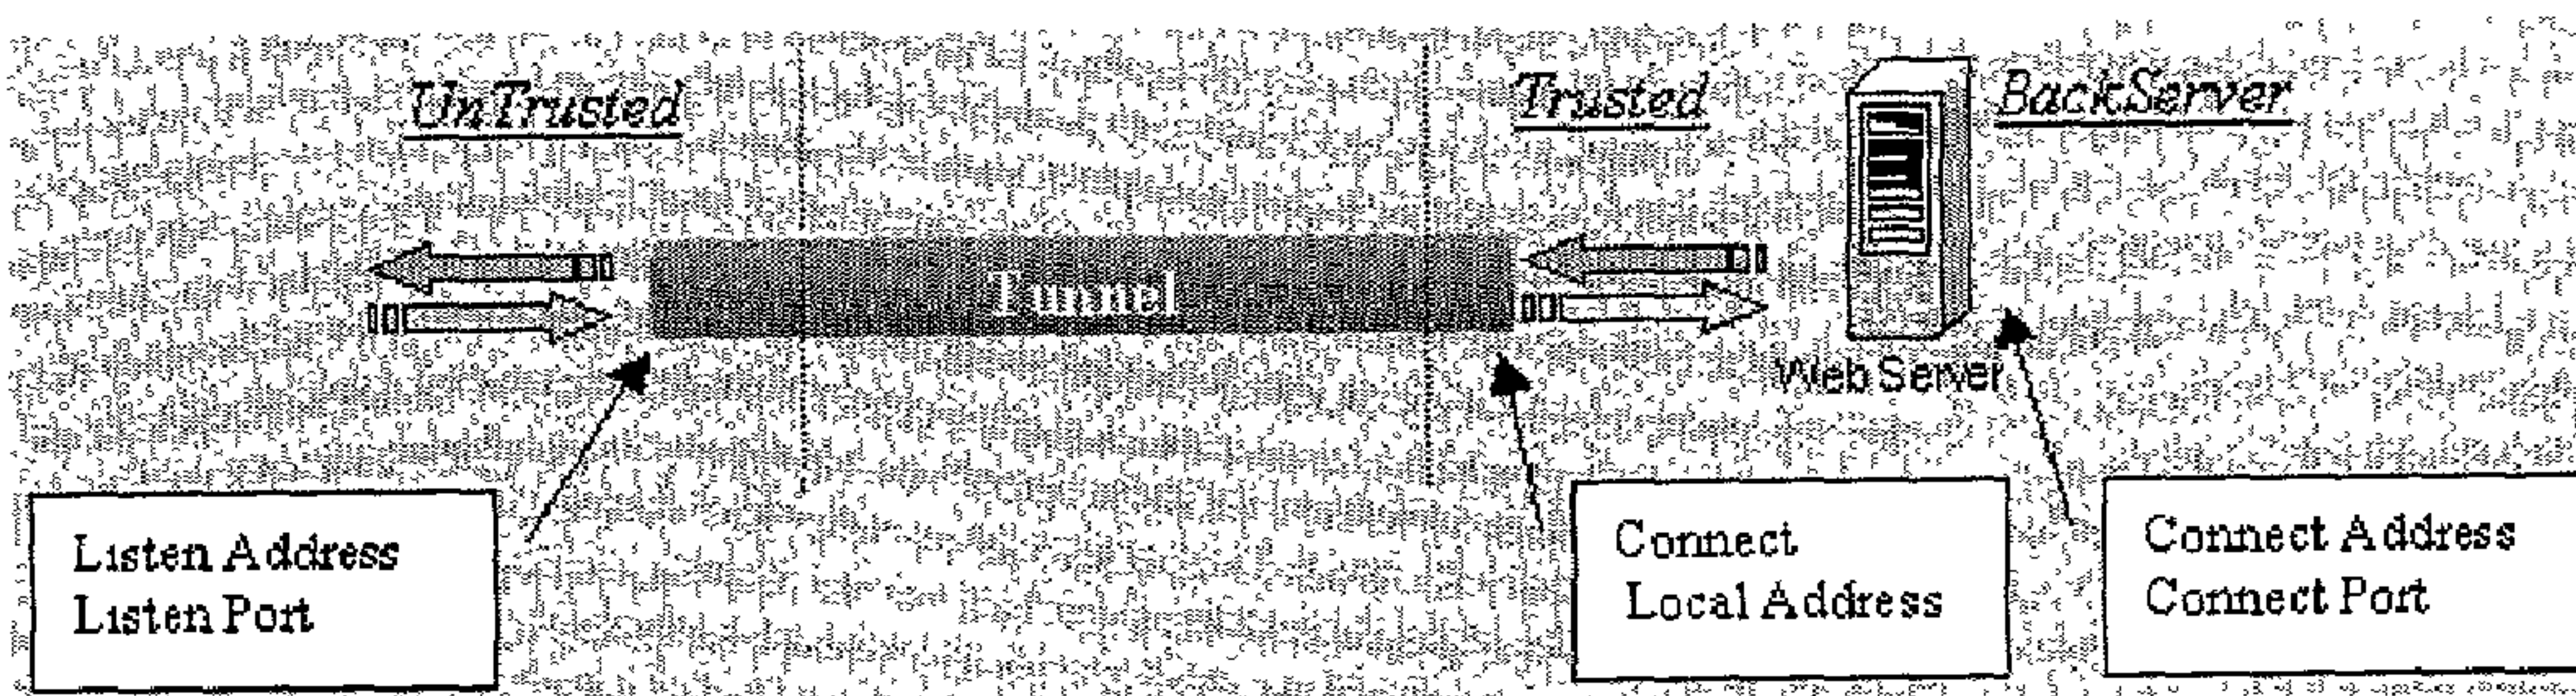 UnTrusted
Trusted
BackServer
Tunnel
Web Server
Listen Address
Listen Port
Connect
Local Address
Connect Address
Connect Port